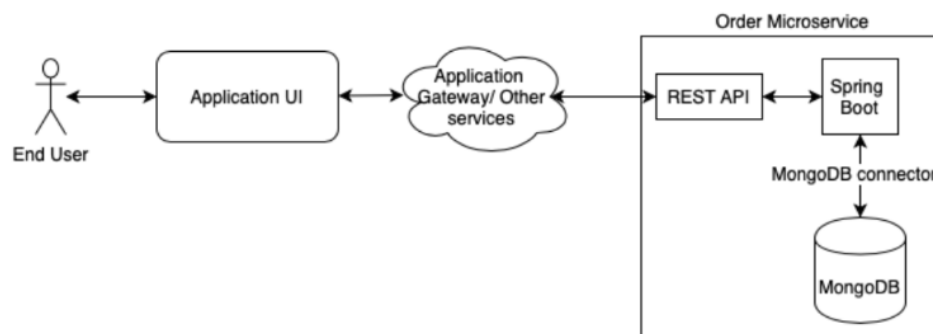 Order Microservice
End User
Application UI
Application
Gateway/ Other
services
REST API
Spring
Boot
MongoDB connector
MongoDB